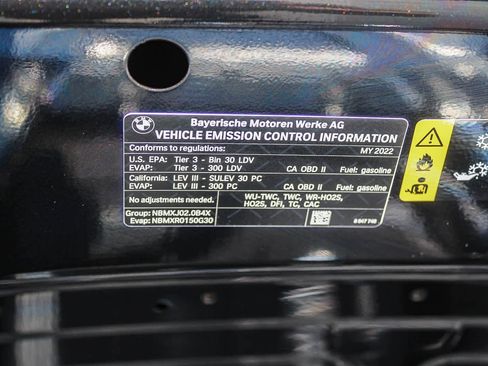 BMW
Bayerische Motoren Werke AG
VEHICLE EMISSION CONTROL INFORMATION
Conforms to regulations: MY 2022
U.S. EPA: Tier 3 - Bin 30 LDV
EVAP: Tier 3 - 300 LDV CA OBD II Fuel: gasoline
California: LEV III - SULEV 30 PC
EVAP: LEV III - 300 PC CA OBD II Fuel: gasoline
No adjustments needed. WU-TWC, TWC, WR-HO2S,
HO2S, DFI, TC, CAC
Group: NBMXJ02.0B4X
Evap: NBMXR0150G30